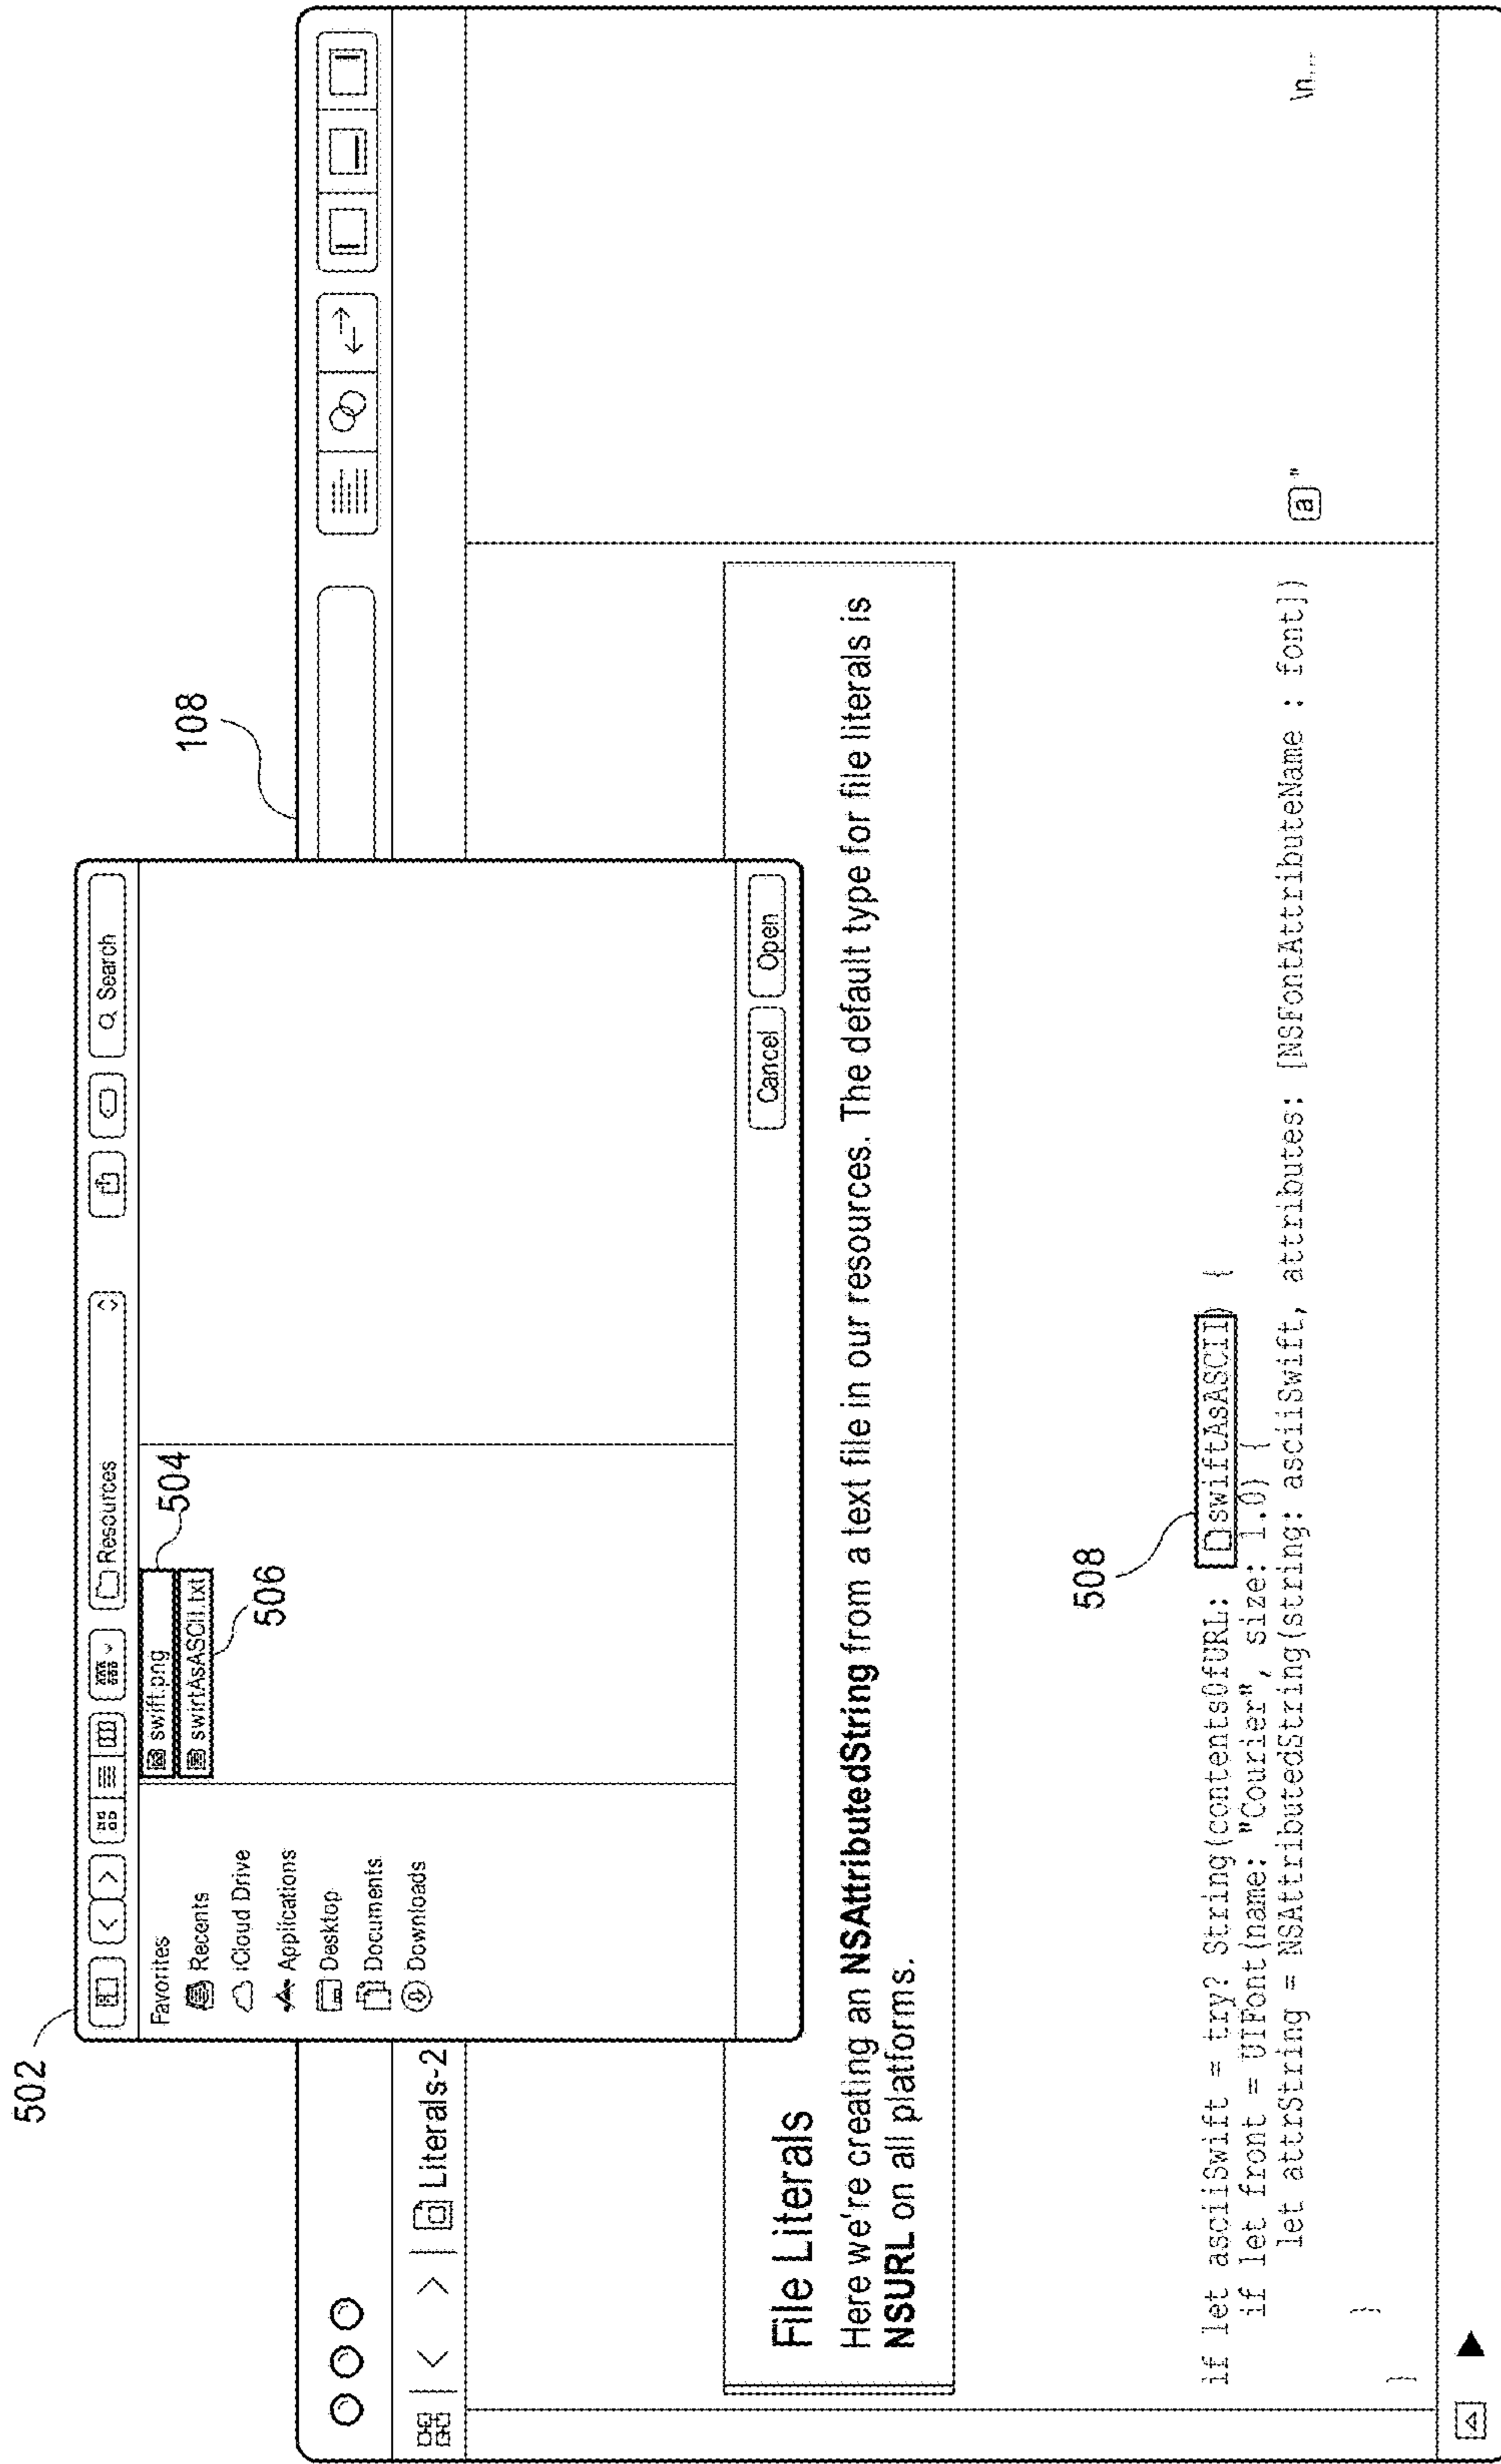 502
Search
Resources
Favorites
Recents
iCloud Drive
Applications
Desktop
Documents
Downloads
swift.png
504
swirtAsASCII.txt
506
Cancel
Open
108
Literals-2
File Literals
Here we're creating an NSAttributedString from a text file in our resources. The default type for file literals is
NSURL on all platforms.
508
if let asciiSwift = try? String(contentsOfURL: swiftAsASCII) {
if let front = UIFont(name: "Courier", size: 1.0) {
let attrString = NSAttributedString(string: asciiSwift, attributes: [NSFontAttributeName : font])
}
}
a "
\n...